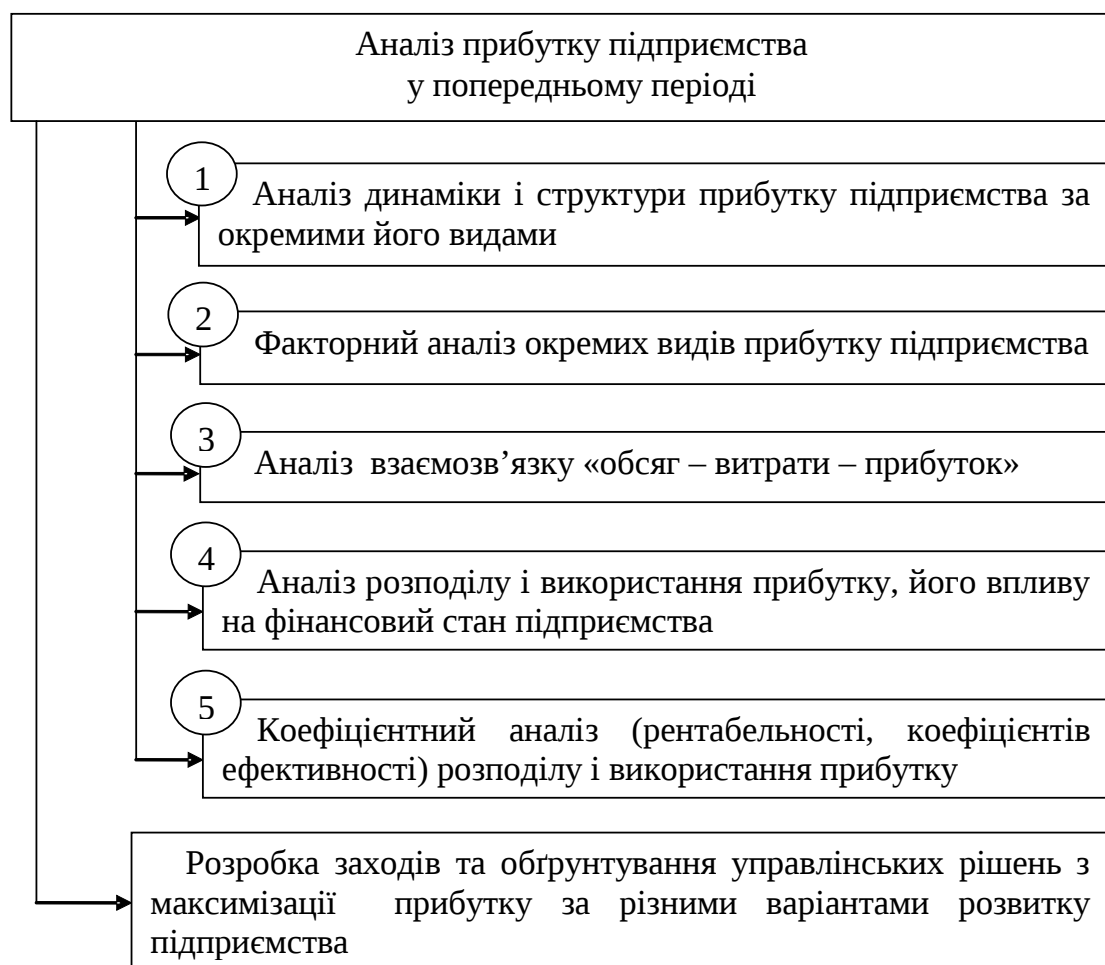 Аналіз прибутку підприємства
у попередньому періоді
1
Аналіз динаміки і структури прибутку підприємства за
окремими його видами
2
Факторний аналіз окремих видів прибутку підприємства
3
Аналіз взаємозв’язку «обсяг – витрати – прибуток»
4
Аналіз розподілу і використання прибутку, його впливу
на фінансовий стан підприємства
5
Коефіцієнтний аналіз (рентабельності, коефіцієнтів
ефективності) розподілу і використання прибутку
Розробка заходів та обґрунтування управлінських рішень з
максимізації прибутку за різними варіантами розвитку
підприємства